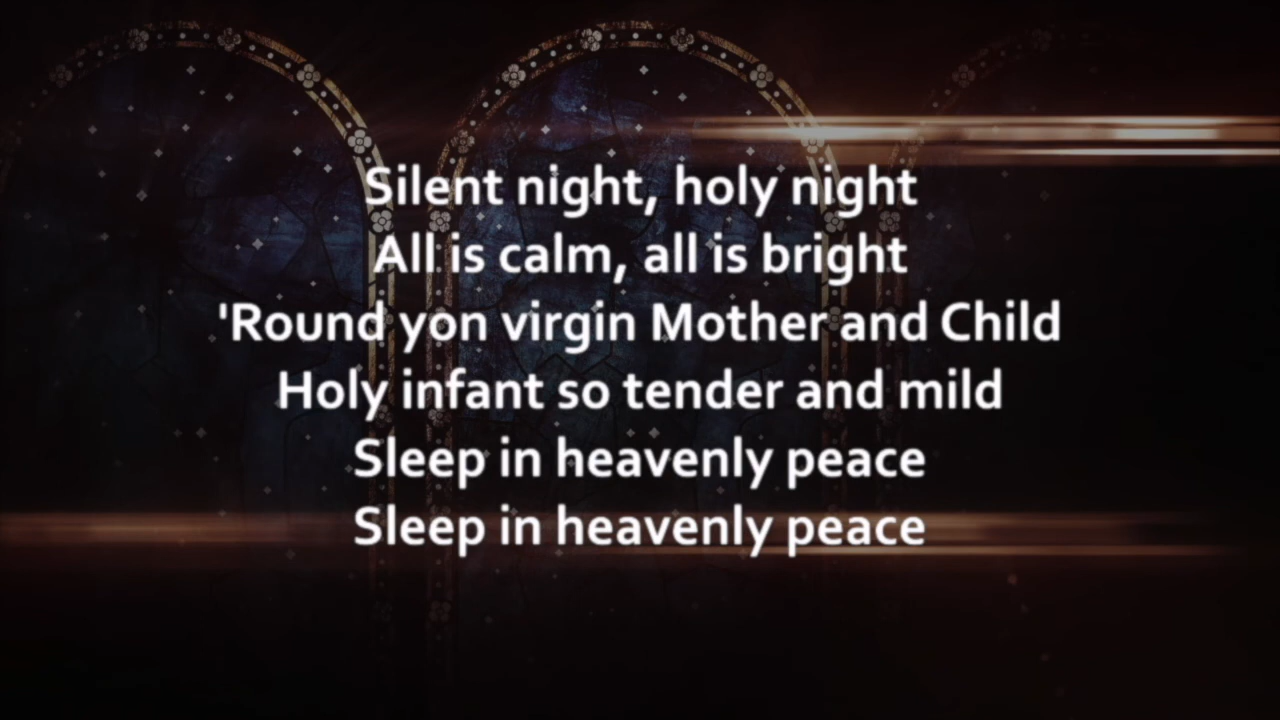 Silent night, holy night
All is calm, all is bright
'Round yon virgin Mother and Child
Holy infant so tender and mild
Sleep in heavenly peace
Sleep in heavenly peace